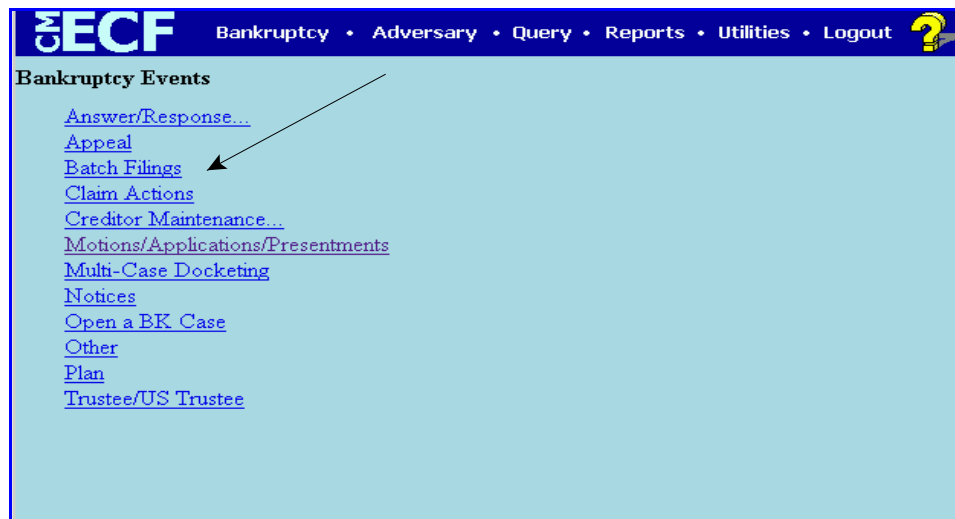 CM ECF Bankruptcy • Adversary • Query • Reports • Utilities • Logout ?
Bankruptcy Events
Answer/Response...
Appeal
Batch Filings
Claim Actions
Creditor Maintenance...
Motions/Applications/Presentments
Multi-Case Docketing
Notices
Open a BK Case
Other
Plan
Trustee/US Trustee